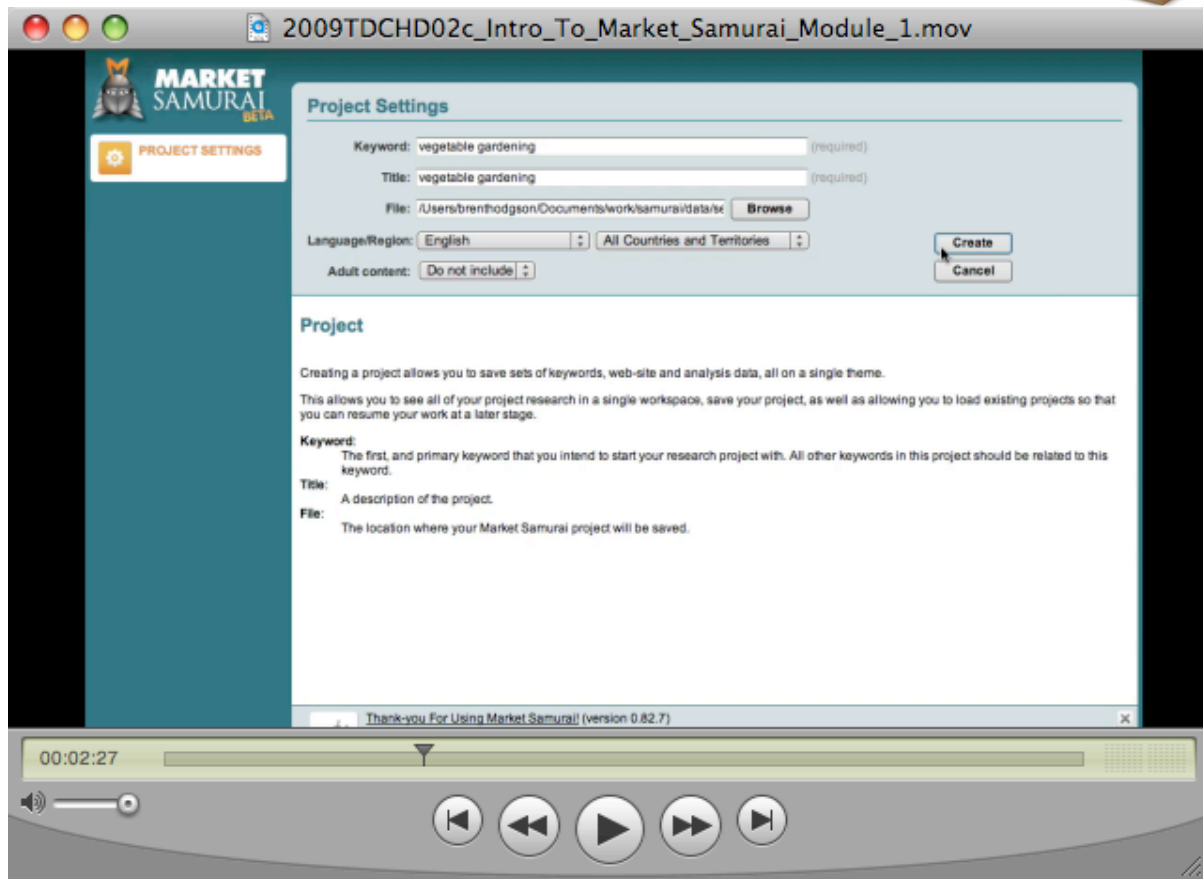 2009TDCHD02c_Intro_To_Market_Samurai_Module_1.mov
MARKET
SAMURAI
BETA
PROJECT SETTINGS
Project Settings
Keyword: vegetable gardening (required)
Title: vegetable gardening (required)
File: /Users/brenthodgson/Documents/work/samurai/data/se Browse
Language/Region: English All Countries and Territories Create
Adult content: Do not include Cancel
Project
Creating a project allows you to save sets of keywords, web-site and analysis data, all on a single theme.
This allows you to see all of your project research in a single workspace, save your project, as well as allowing you to load existing projects so that
you can resume your work at a later stage.
Keyword:
The first, and primary keyword that you intend to start your research project with. All other keywords in this project should be related to this
keyword.
Title:
A description of the project.
File:
The location where your Market Samurai project will be saved.
Thank-you For Using Market Samurai! (version 0.82.7)
00:02:27